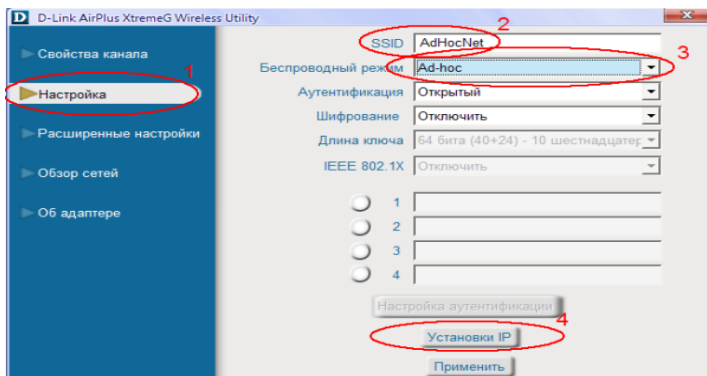 D D-Link AirPlus XtremeG Wireless Utility
2
SSID AdHocNet
3
Свойства канала
Беспроводный режим Ad-hoc
1
Настройка
Аутентификация Открытый
Шифрование Отключить
Расширенные настройки
Длина ключа 64 бита (40+24) - 10 шестнадцатер
IEEE 802.1X Отключить
Обзор сетей
1
Об адаптере
2
3
4
Настройка аутентификации
4
Установки IP
Применить